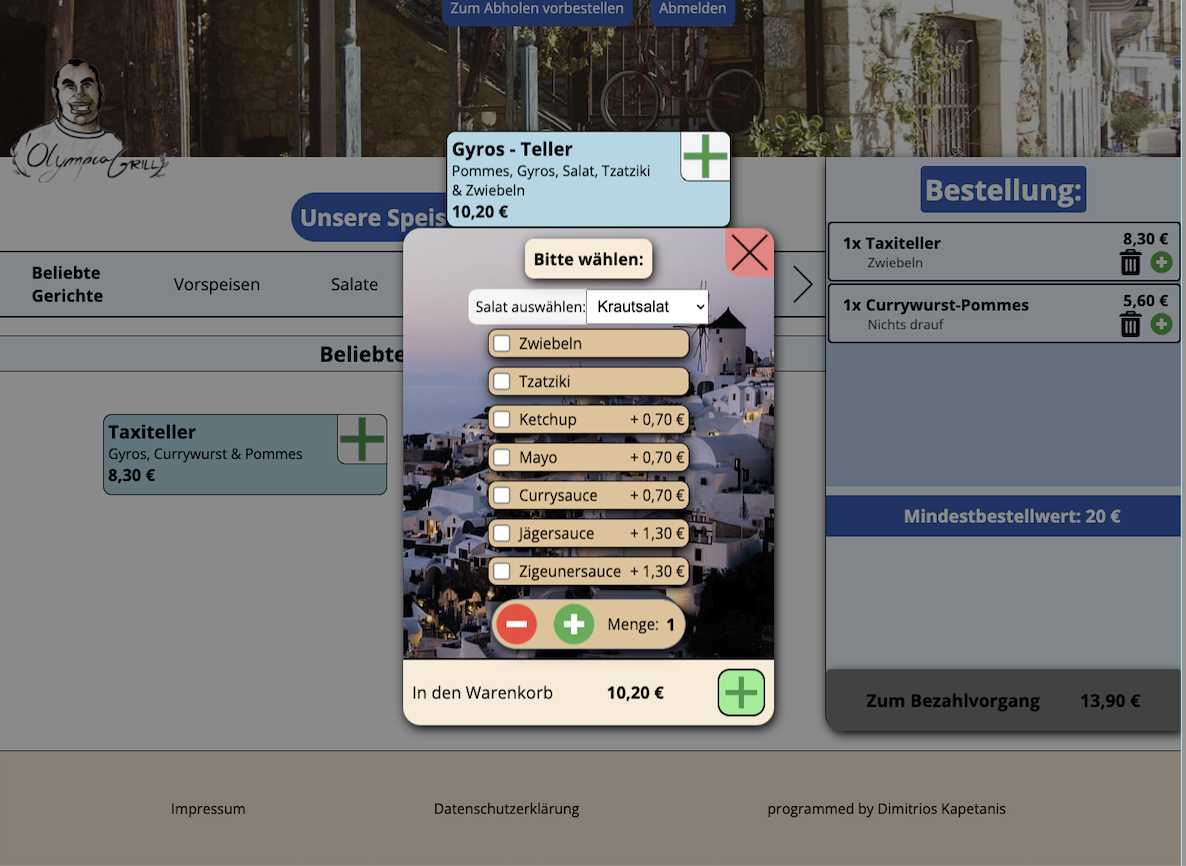 Zum Abholen vorbestellen
Abmelden
Olympia GRILL
Gyros - Teller
Pommes, Gyros, Salat, Tzatziki
& Zwiebeln
10,20 €
Unsere Speis
Beliebte
Gerichte
Vorspeisen
Salate
Beliebte
Taxiteller
Gyros, Currywurst & Pommes
8,30 €
Bitte wählen:
Salat auswählen: Krautsalat
Zwiebeln
Tzatziki
Ketchup + 0,70 €
Mayo + 0,70 €
Currysauce + 0,70 €
Jägersauce + 1,30 €
Zigeunersauce + 1,30 €
Menge: 1
In den Warenkorb 10,20 €
Bestellung:
1x Taxiteller 8,30 €
Zwiebeln
1x Currywurst-Pommes 5,60 €
Nichts drauf
Mindestbestellwert: 20 €
Zum Bezahlvorgang 13,90 €
Impressum
Datenschutzerklärung
programmed by Dimitrios Kapetanis